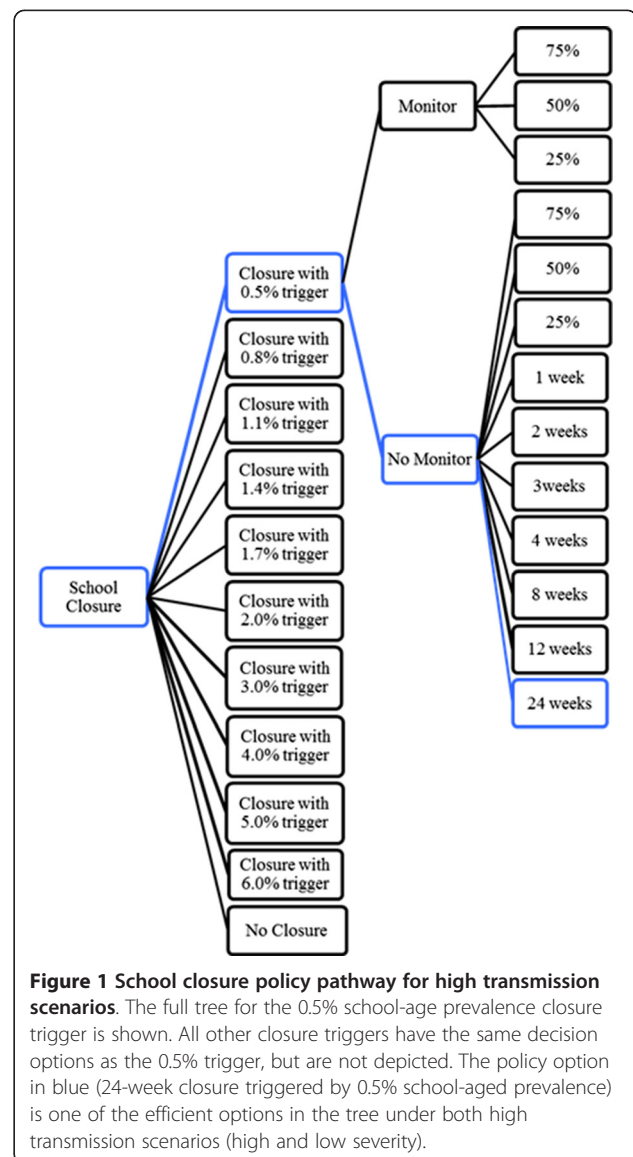 75%
Monitor
50%
25%
75%
Closure with
0.5% trigger
50%
Closure with
0.8% trigger
25%
1 week
Closure with
1.1% trigger
2 weeks
No Monitor
Closure with
1.4% trigger
3weeks
Closure with
1.7% trigger
4 weeks
School
Closure
Closure with
2.0% trigger
8 weeks
12 weeks
Closure with
3.0% trigger
24 weeks
Closure with
4.0% trigger
Closure with
5.0% trigger
Closure with
6.0% trigger
No Closure
Figure 1 School closure policy pathway for high transmission
scenarios. The full tree for the 0.5% school-age prevalence closure
trigger is shown. All other closure triggers have the same decision
options as the 0.5% trigger, but are not depicted. The policy option
in blue (24-week closure triggered by 0.5% school-aged prevalence)
is one of the efficient options in the tree under both high
transmission scenarios (high and low severity).